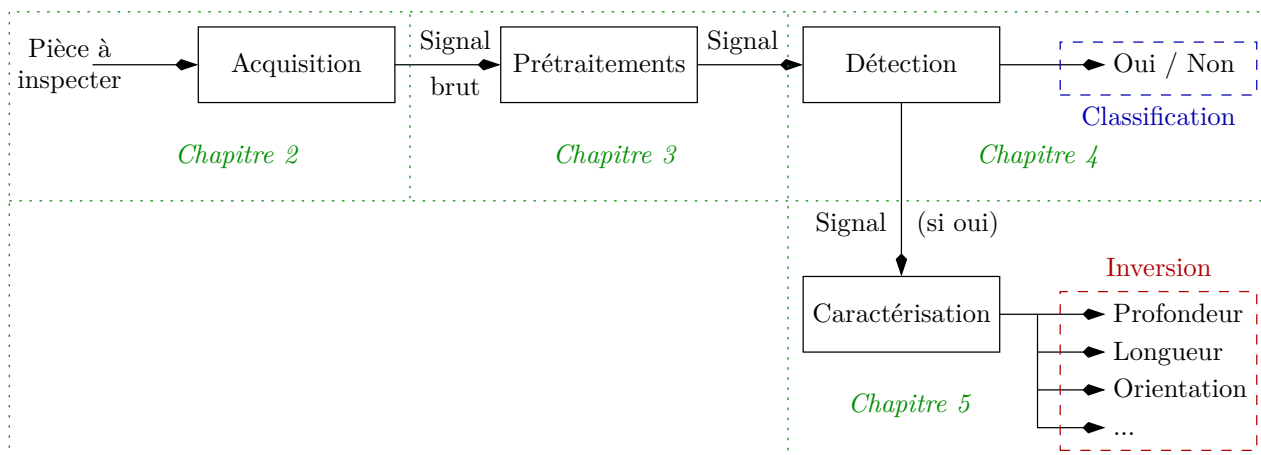 Pièce à
inspecter
Acquisition
Signal
brut
Prétraitements
Signal
Détection
Oui / Non
Classification
Chapitre 2
Chapitre 3
Chapitre 4
Signal
(si oui)
Inversion
Caractérisation
Profondeur
Longueur
Orientation
...
Chapitre 5